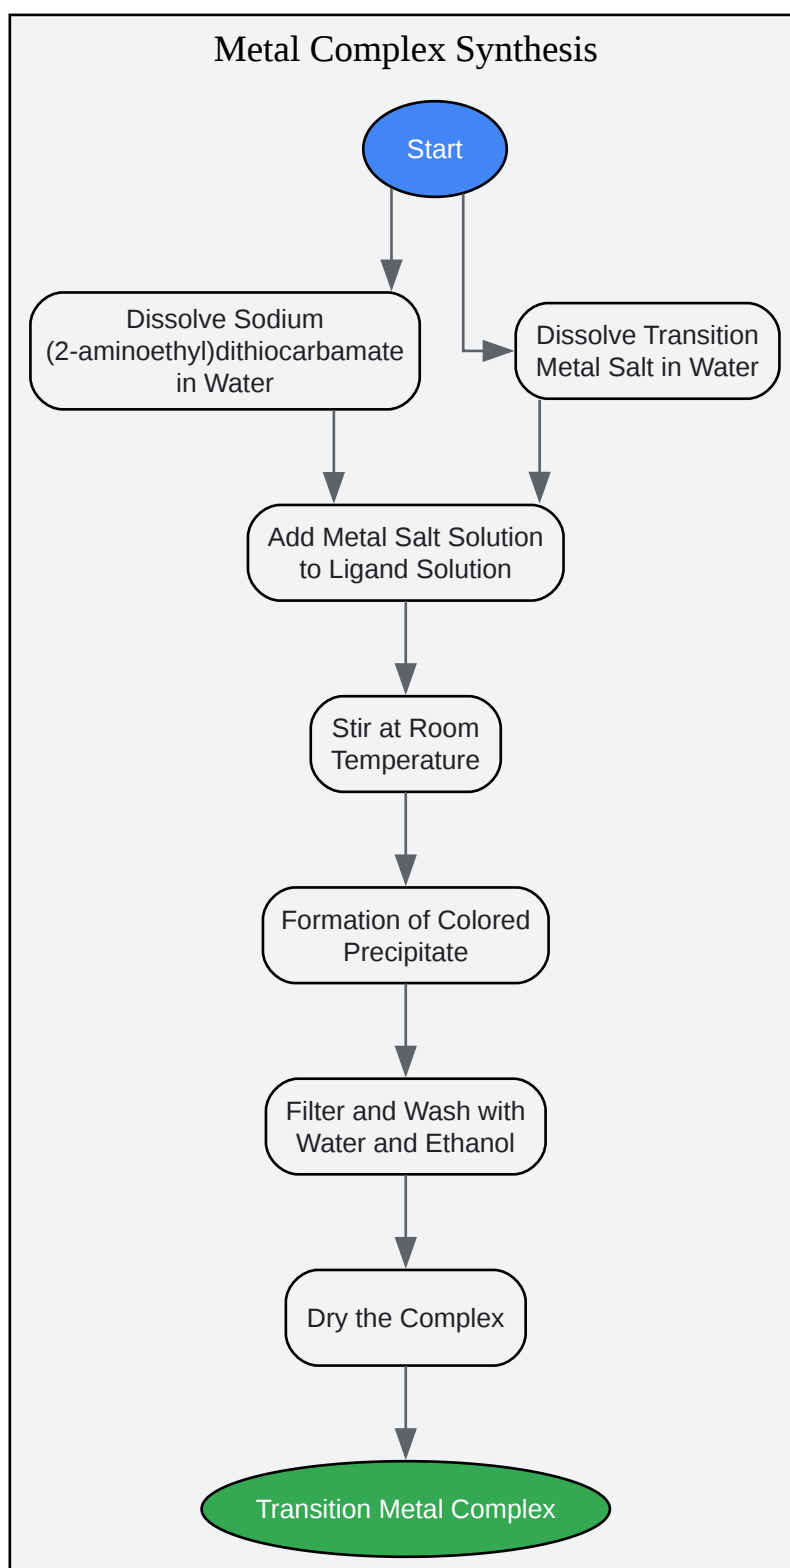 Metal Complex Synthesis
Start
Dissolve Sodium
(2-aminoethyl)dithiocarbamate
in Water
Dissolve Transition
Metal Salt in Water
Add Metal Salt Solution
to Ligand Solution
Stir at Room
Temperature
Formation of Colored
Precipitate
Filter and Wash with
Water and Ethanol
Dry the Complex
Transition Metal Complex